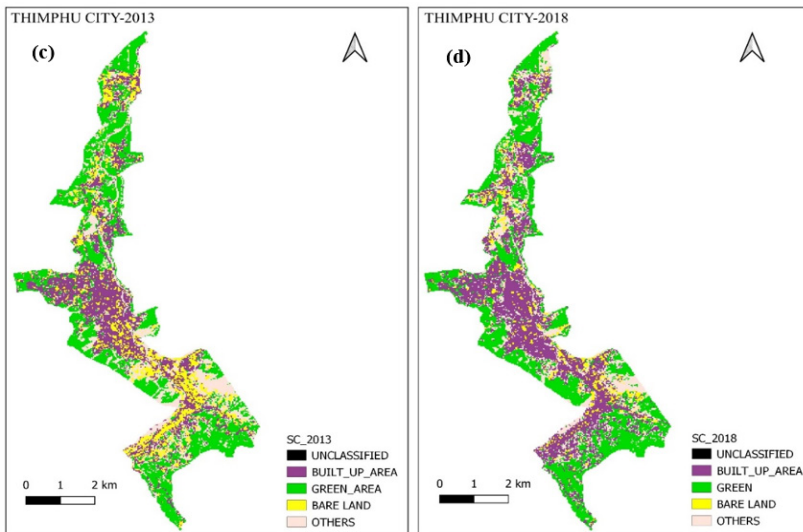 THIMPHU CITY-2013
(c)
SC_2013
UNCLASSIFIED
BUILT_UP_AREA
GREEN_AREA
BARE LAND
OTHERS
0 1 2 km
THIMPHU CITY-2018
(d)
SC_2018
UNCLASSIFIED
BUILT_UP_AREA
GREEN
BARE LAND
OTHERS
0 1 2 km